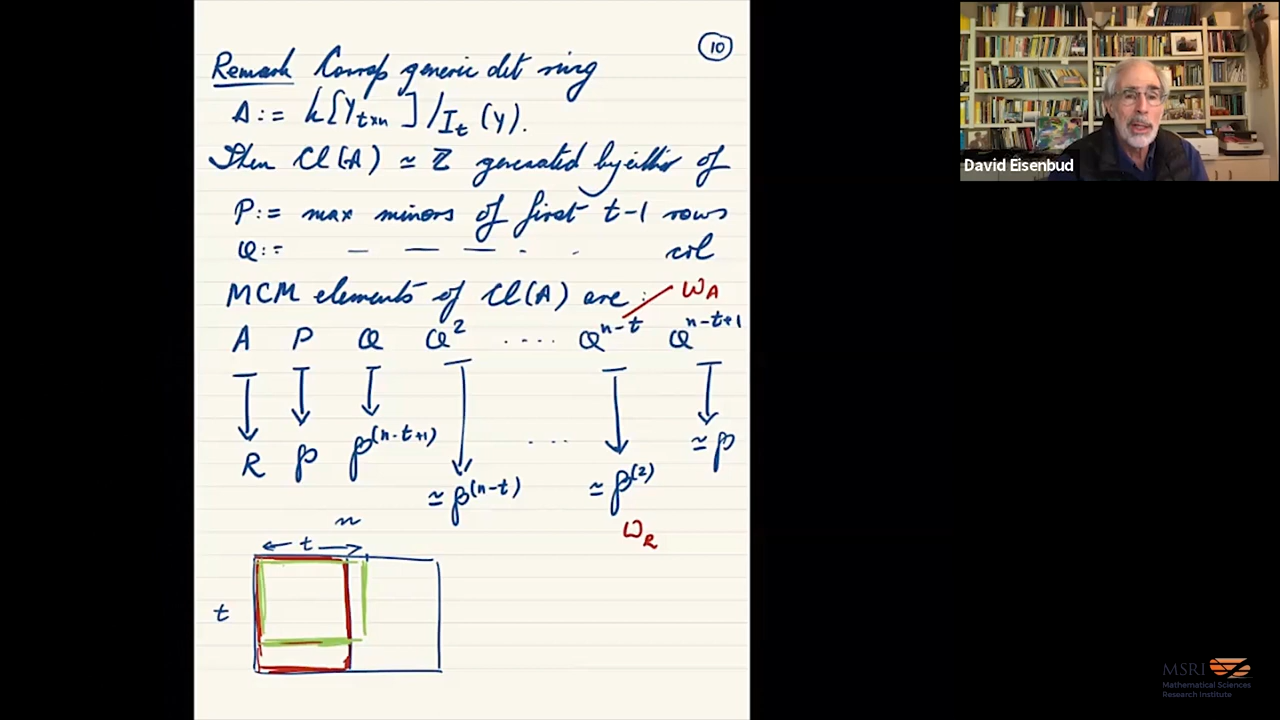 10
Remark Corresp generic det ring
A := k[Y_{t×n}]/I_t(Y).
Then Cl(A) ≃ ℤ generated by either of
P := max minors of first t-1 rows
Q := — — — . . col
MCM elements of Cl(A) are : ω_A
A P Q Q^2 .... Q^{n-t} Q^{n-t+1}
R ℘ ℘^{(n-t+1)} ... ≃℘
≃℘^{(n-t)} ≃℘^{(2)}
n ω_R
t
t
David Eisenbud
MSRI
Mathematical Sciences
Research Institute